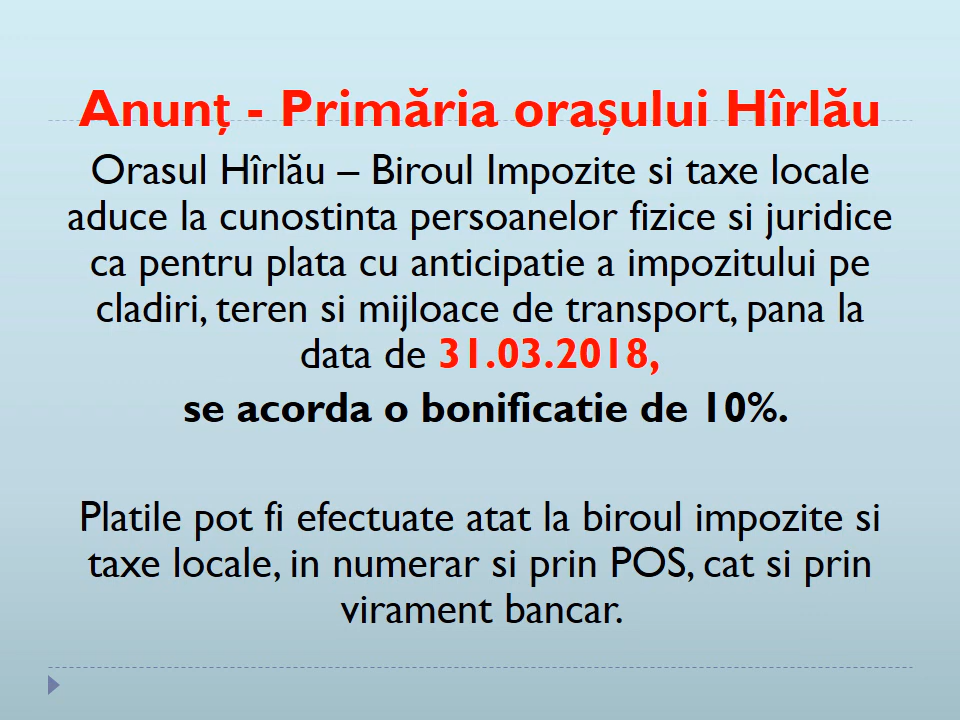 Anunț - Primăria orașului Hîrlău
Orasul Hîrlău – Biroul Impozite si taxe locale
aduce la cunostinta persoanelor fizice si juridice
ca pentru plata cu anticipatie a impozitului pe
cladiri, teren si mijloace de transport, pana la
data de 31.03.2018,
se acorda o bonificatie de 10%.
Platile pot fi efectuate atat la biroul impozite si
taxe locale, in numerar si prin POS, cat si prin
virament bancar.